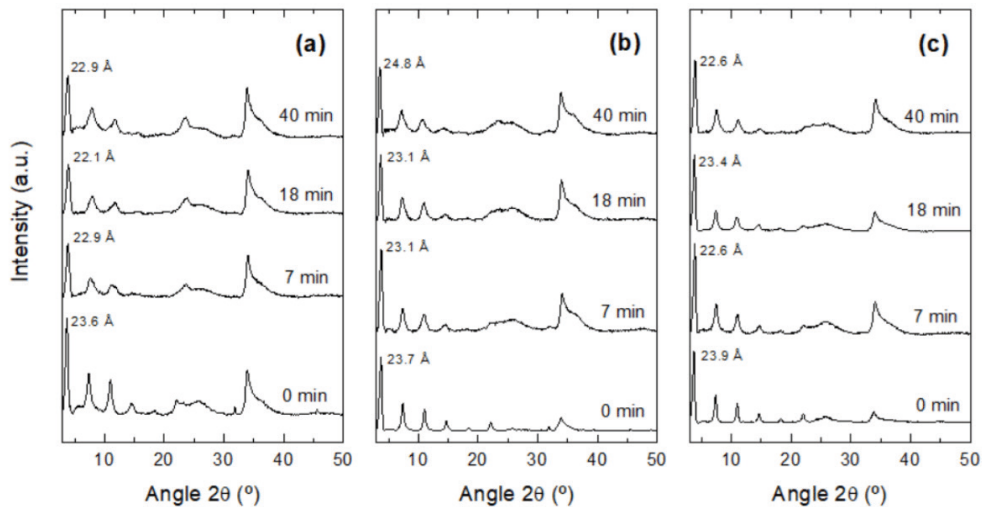 Intensity (a.u.)
(a)
22.9 Å
40 min
22.1 Å
18 min
22.9 Å
7 min
23.6 Å
0 min
10 20 30 40 50
Angle 2θ (º)
(b)
24.8 Å
40 min
23.1 Å
18 min
23.1 Å
7 min
23.7 Å
0 min
10 20 30 40 50
Angle 2θ (º)
(c)
22.6 Å
40 min
23.4 Å
18 min
22.6 Å
7 min
23.9 Å
0 min
10 20 30 40 50
Angle 2θ (º)